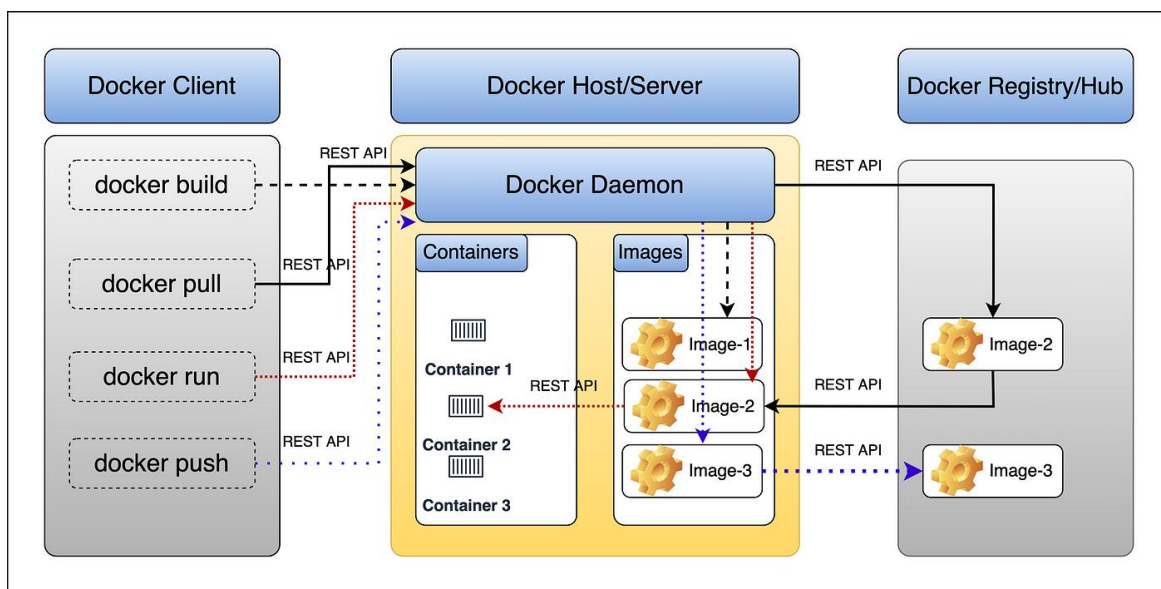 Docker Client
Docker Host/Server
Docker Registry/Hub
REST API
docker build
Docker Daemon
REST API
Containers
Images
REST API
docker pull
Image-1
Image-2
Container 1
REST API
docker run
REST API
REST API
Image-2
Container 2
REST API
docker push
REST API
Image-3
Image-3
Container 3